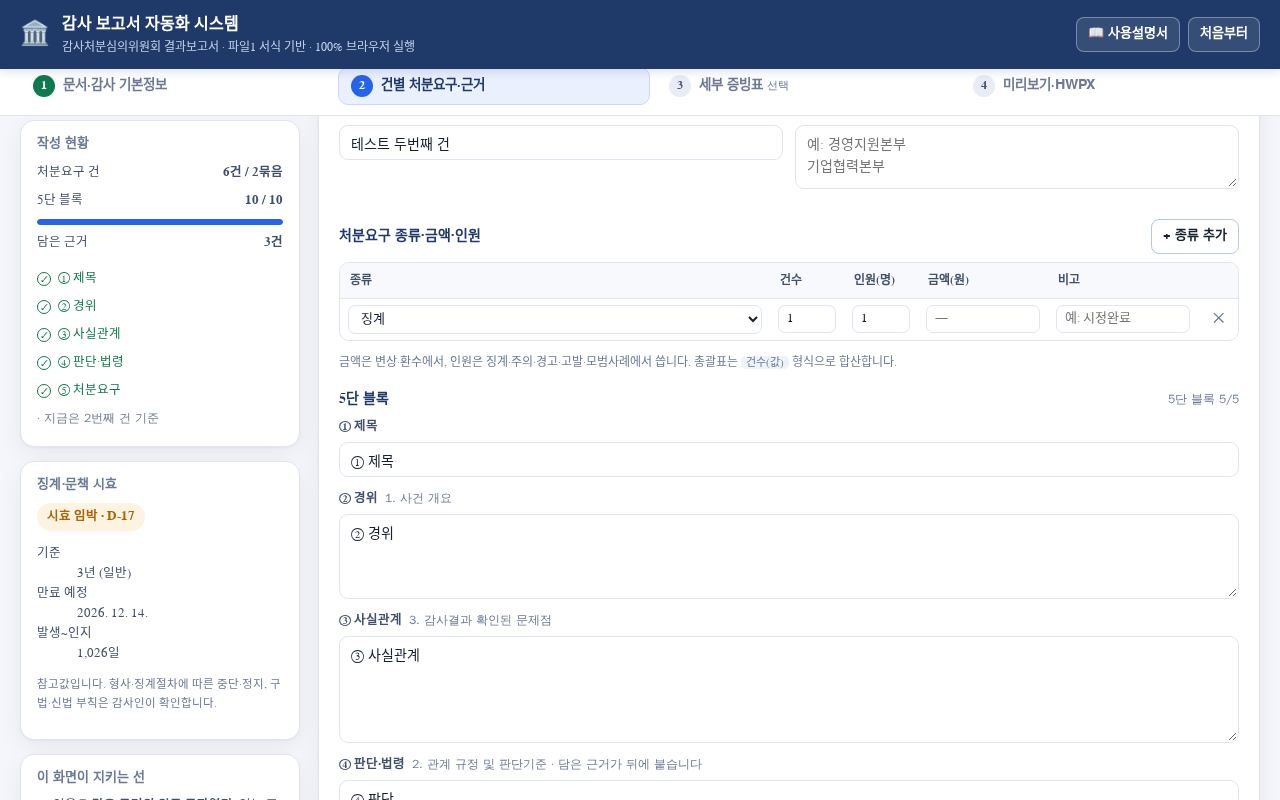 🏛️ 감사 보고서 자동화 시스템
감사처분심의위원회 결과보고서 · 파일1 서식 기반 · 100% 브라우저 실행
📖 사용설명서
처음부터
1 문서·감사 기본정보
2 건별 처분요구·근거
3 세부 증빙표 선택
4 미리보기·HWPX
작성 현황
처분요구 건 6건 / 2묶음
5단 블록 10 / 10
담은 근거 3건
✓ ① 제목
✓ ② 경위
✓ ③ 사실관계
✓ ④ 판단·법령
✓ ⑤ 처분요구
· 지금은 2번째 건 기준
징계·문책 시효
시효 임박 · D-17
기준
3년 (일반)
만료 예정
2026. 12. 14.
발생~인지
1,026일
참고값입니다. 형사·징계절차에 따른 중단·정지, 구
법·신법 부칙은 감사인이 확인합니다.
이 화면이 지키는 선
테스트 두번째 건
예: 경영지원본부
기업협력본부
처분요구 종류·금액·인원
+ 종류 추가
종류 건수 인원(명) 금액(원) 비고
징계 1 1 — 예: 시정완료 ×
금액은 변상·환수에서, 인원은 징계·주의·경고·고발·모범사례에서 씁니다. 총괄표는 건수(값) 형식으로 합산합니다.
5단 블록 5단 블록 5/5
① 제목
① 제목
② 경위 1. 사건 개요
② 경위
③ 사실관계 3. 감사결과 확인된 문제점
③ 사실관계
④ 판단·법령 2. 관계 규정 및 판단기준 · 담은 근거가 뒤에 붙습니다
④ 판단